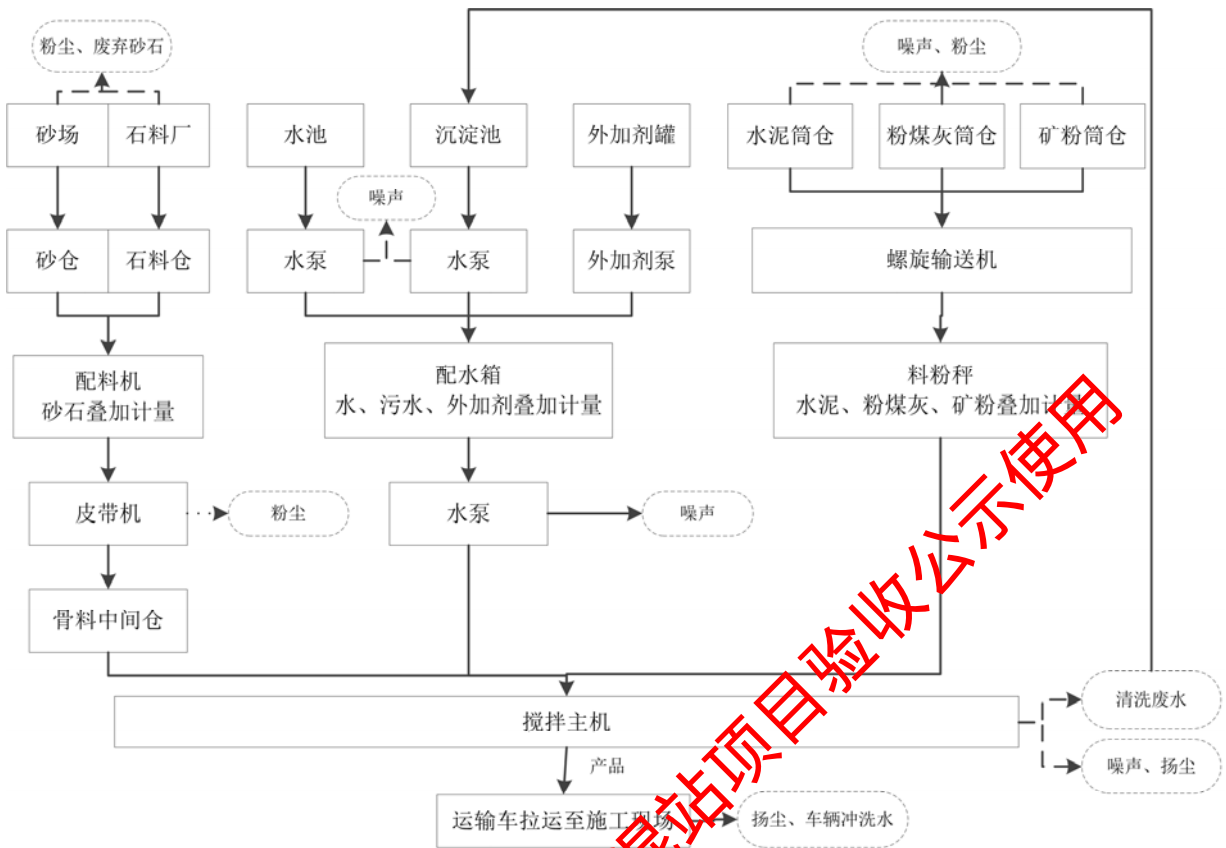 粉尘、废弃砂石
噪声、粉尘
砂场
石料厂
水池
沉淀池
外加剂罐
水泥筒仓
粉煤灰筒仓
矿粉筒仓
噪声
砂仓
石料仓
水泵
水泵
外加剂泵
螺旋输送机
配料机
砂石叠加计量
配水箱
水、污水、外加剂叠加计量
料粉秤
水泥、粉煤灰、矿粉叠加计量
皮带机
粉尘
水泵
噪声
骨料中间仓
搅拌主机
清洗废水
噪声、扬尘
产品
运输车拉运至施工现场
扬尘、车辆冲洗水
站项目验收公示使用